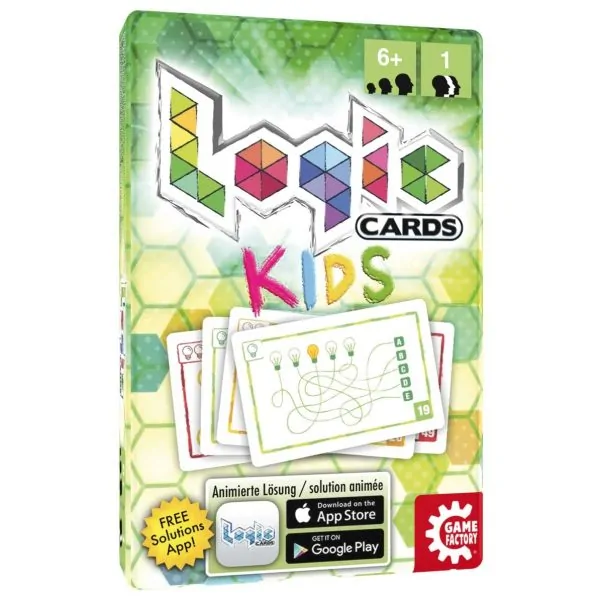 6+
1
Logic
CARDS
KIDS
A
B
C
D
E
19
49
Animierte Lösung / solution animée
FREE
Solutions
App!
Logic
CARDS
Download on the
App Store
GET IT ON
Google Play
GAME
FACTORY